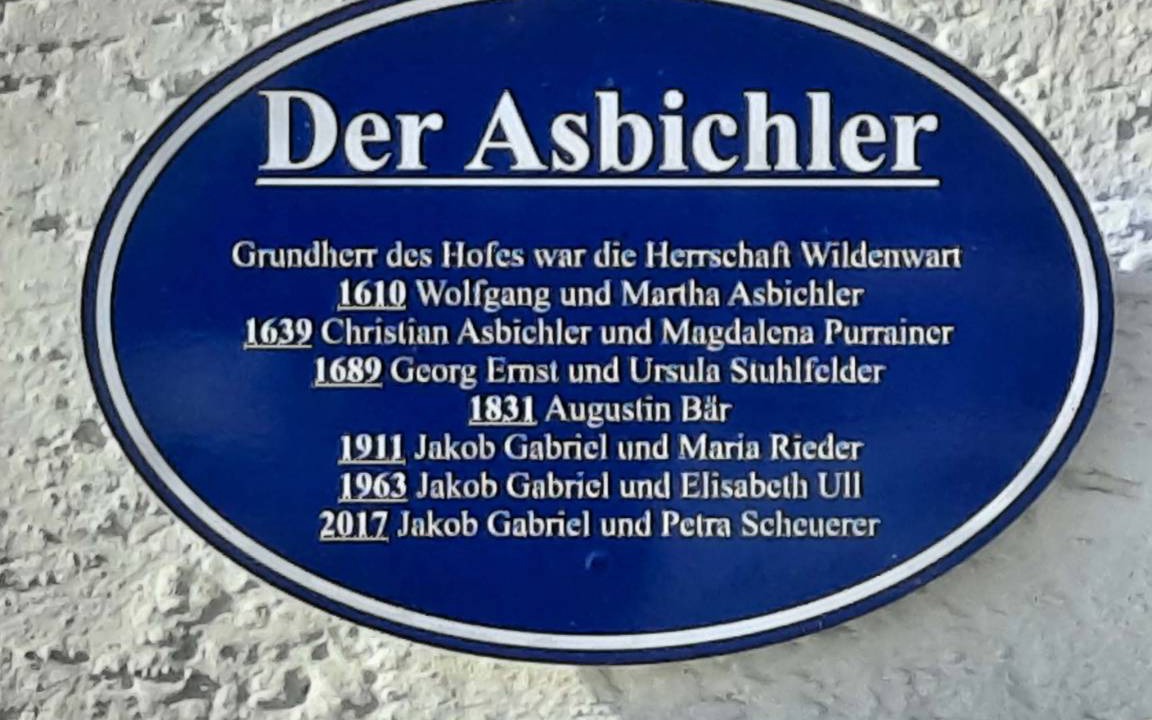 Der Asbichler
Grundherr des Hofes war die Herrschaft Wildenwart
1610 Wolfgang und Martha Asbichler
1639 Christian Asbichler und Magdalena Purrainer
1689 Georg Ernst und Ursula Stuhlfelder
1831 Augustin Bär
1911 Jakob Gabriel und Maria Rieder
1963 Jakob Gabriel und Elisabeth Ull
2017 Jakob Gabriel und Petra Scheuerer